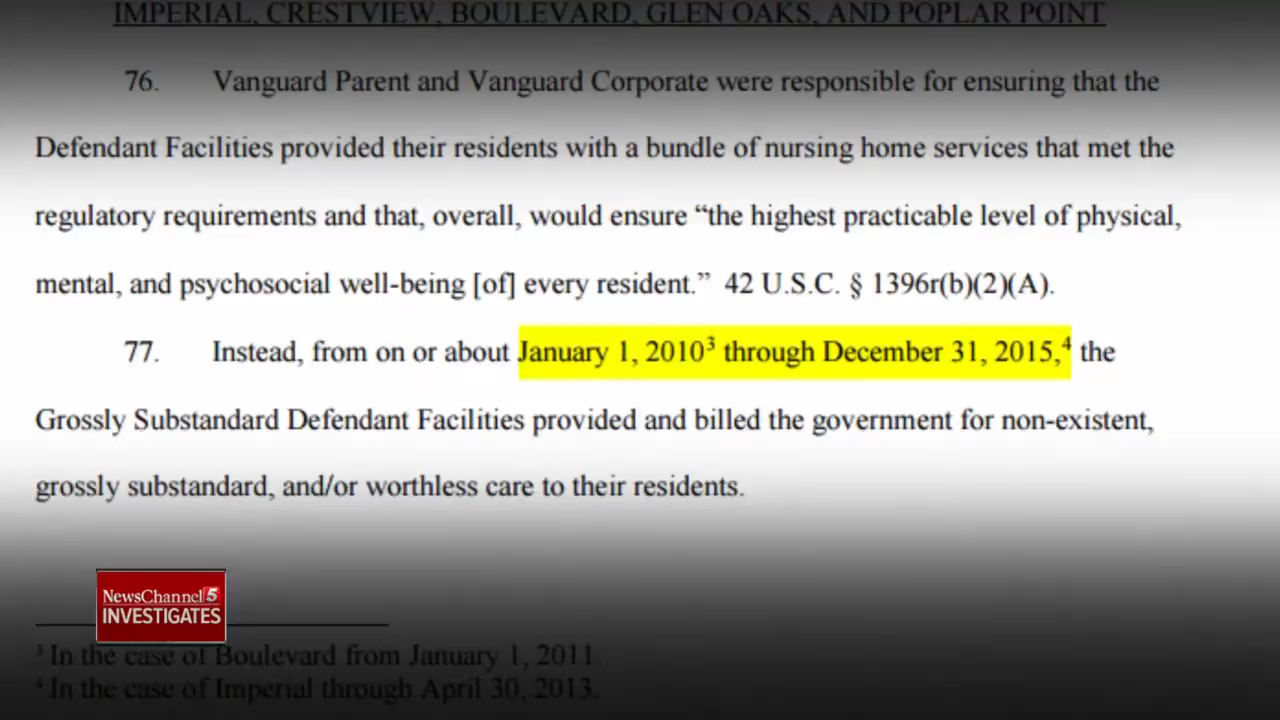 IMPERIAL, CRESTVIEW, BOULEVARD, GLEN OAKS, AND POPLAR POINT
76. Vanguard Parent and Vanguard Corporate were responsible for ensuring that the
Defendant Facilities provided their residents with a bundle of nursing home services that met the
regulatory requirements and that, overall, would ensure “the highest practicable level of physical,
mental, and psychosocial well-being [of] every resident.” 42 U.S.C. § 1396r(b)(2)(A).
77. Instead, from on or about January 1, 2010³ through December 31, 2015,⁴ the
Grossly Substandard Defendant Facilities provided and billed the government for non-existent,
grossly substandard, and/or worthless care to their residents.
NewsChannel 5
INVESTIGATES
³ In the case of Boulevard from January 1, 2011.
⁴ In the case of Imperial through April 30, 2013.